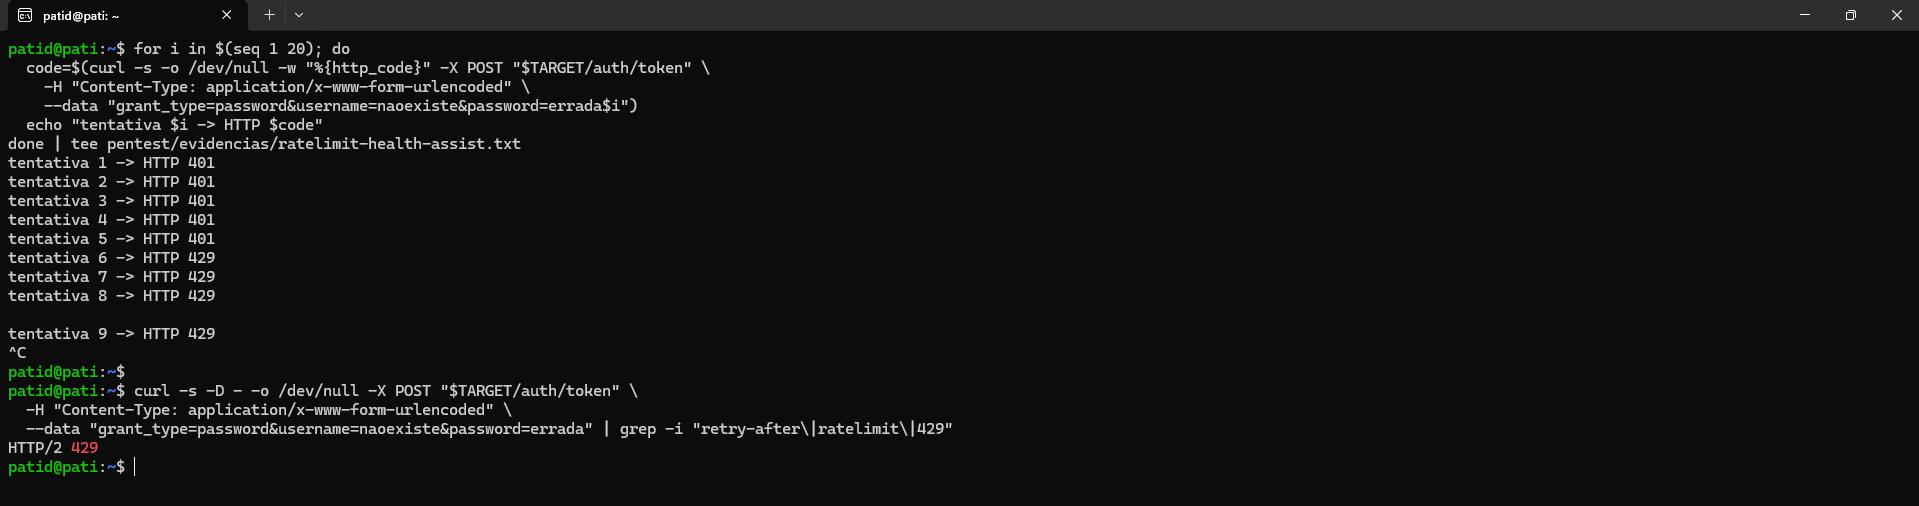 patid@pati: ~
patid@pati:~$ for i in $(seq 1 20); do
  code=$(curl -s -o /dev/null -w "%{http_code}" -X POST "$TARGET/auth/token" \
    -H "Content-Type: application/x-www-form-urlencoded" \
    --data "grant_type=password&username=naoexiste&password=errada$i")
  echo "tentativa $i -> HTTP $code"
done | tee pentest/evidencias/ratelimit-health-assist.txt
tentativa 1 -> HTTP 401
tentativa 2 -> HTTP 401
tentativa 3 -> HTTP 401
tentativa 4 -> HTTP 401
tentativa 5 -> HTTP 401
tentativa 6 -> HTTP 429
tentativa 7 -> HTTP 429
tentativa 8 -> HTTP 429
tentativa 9 -> HTTP 429
^C
patid@pati:~$
patid@pati:~$ curl -s -D - -o /dev/null -X POST "$TARGET/auth/token" \
  -H "Content-Type: application/x-www-form-urlencoded" \
  --data "grant_type=password&username=naoexiste&password=errada" | grep -i "retry-after\|ratelimit\|429"
HTTP/2 429
patid@pati:~$